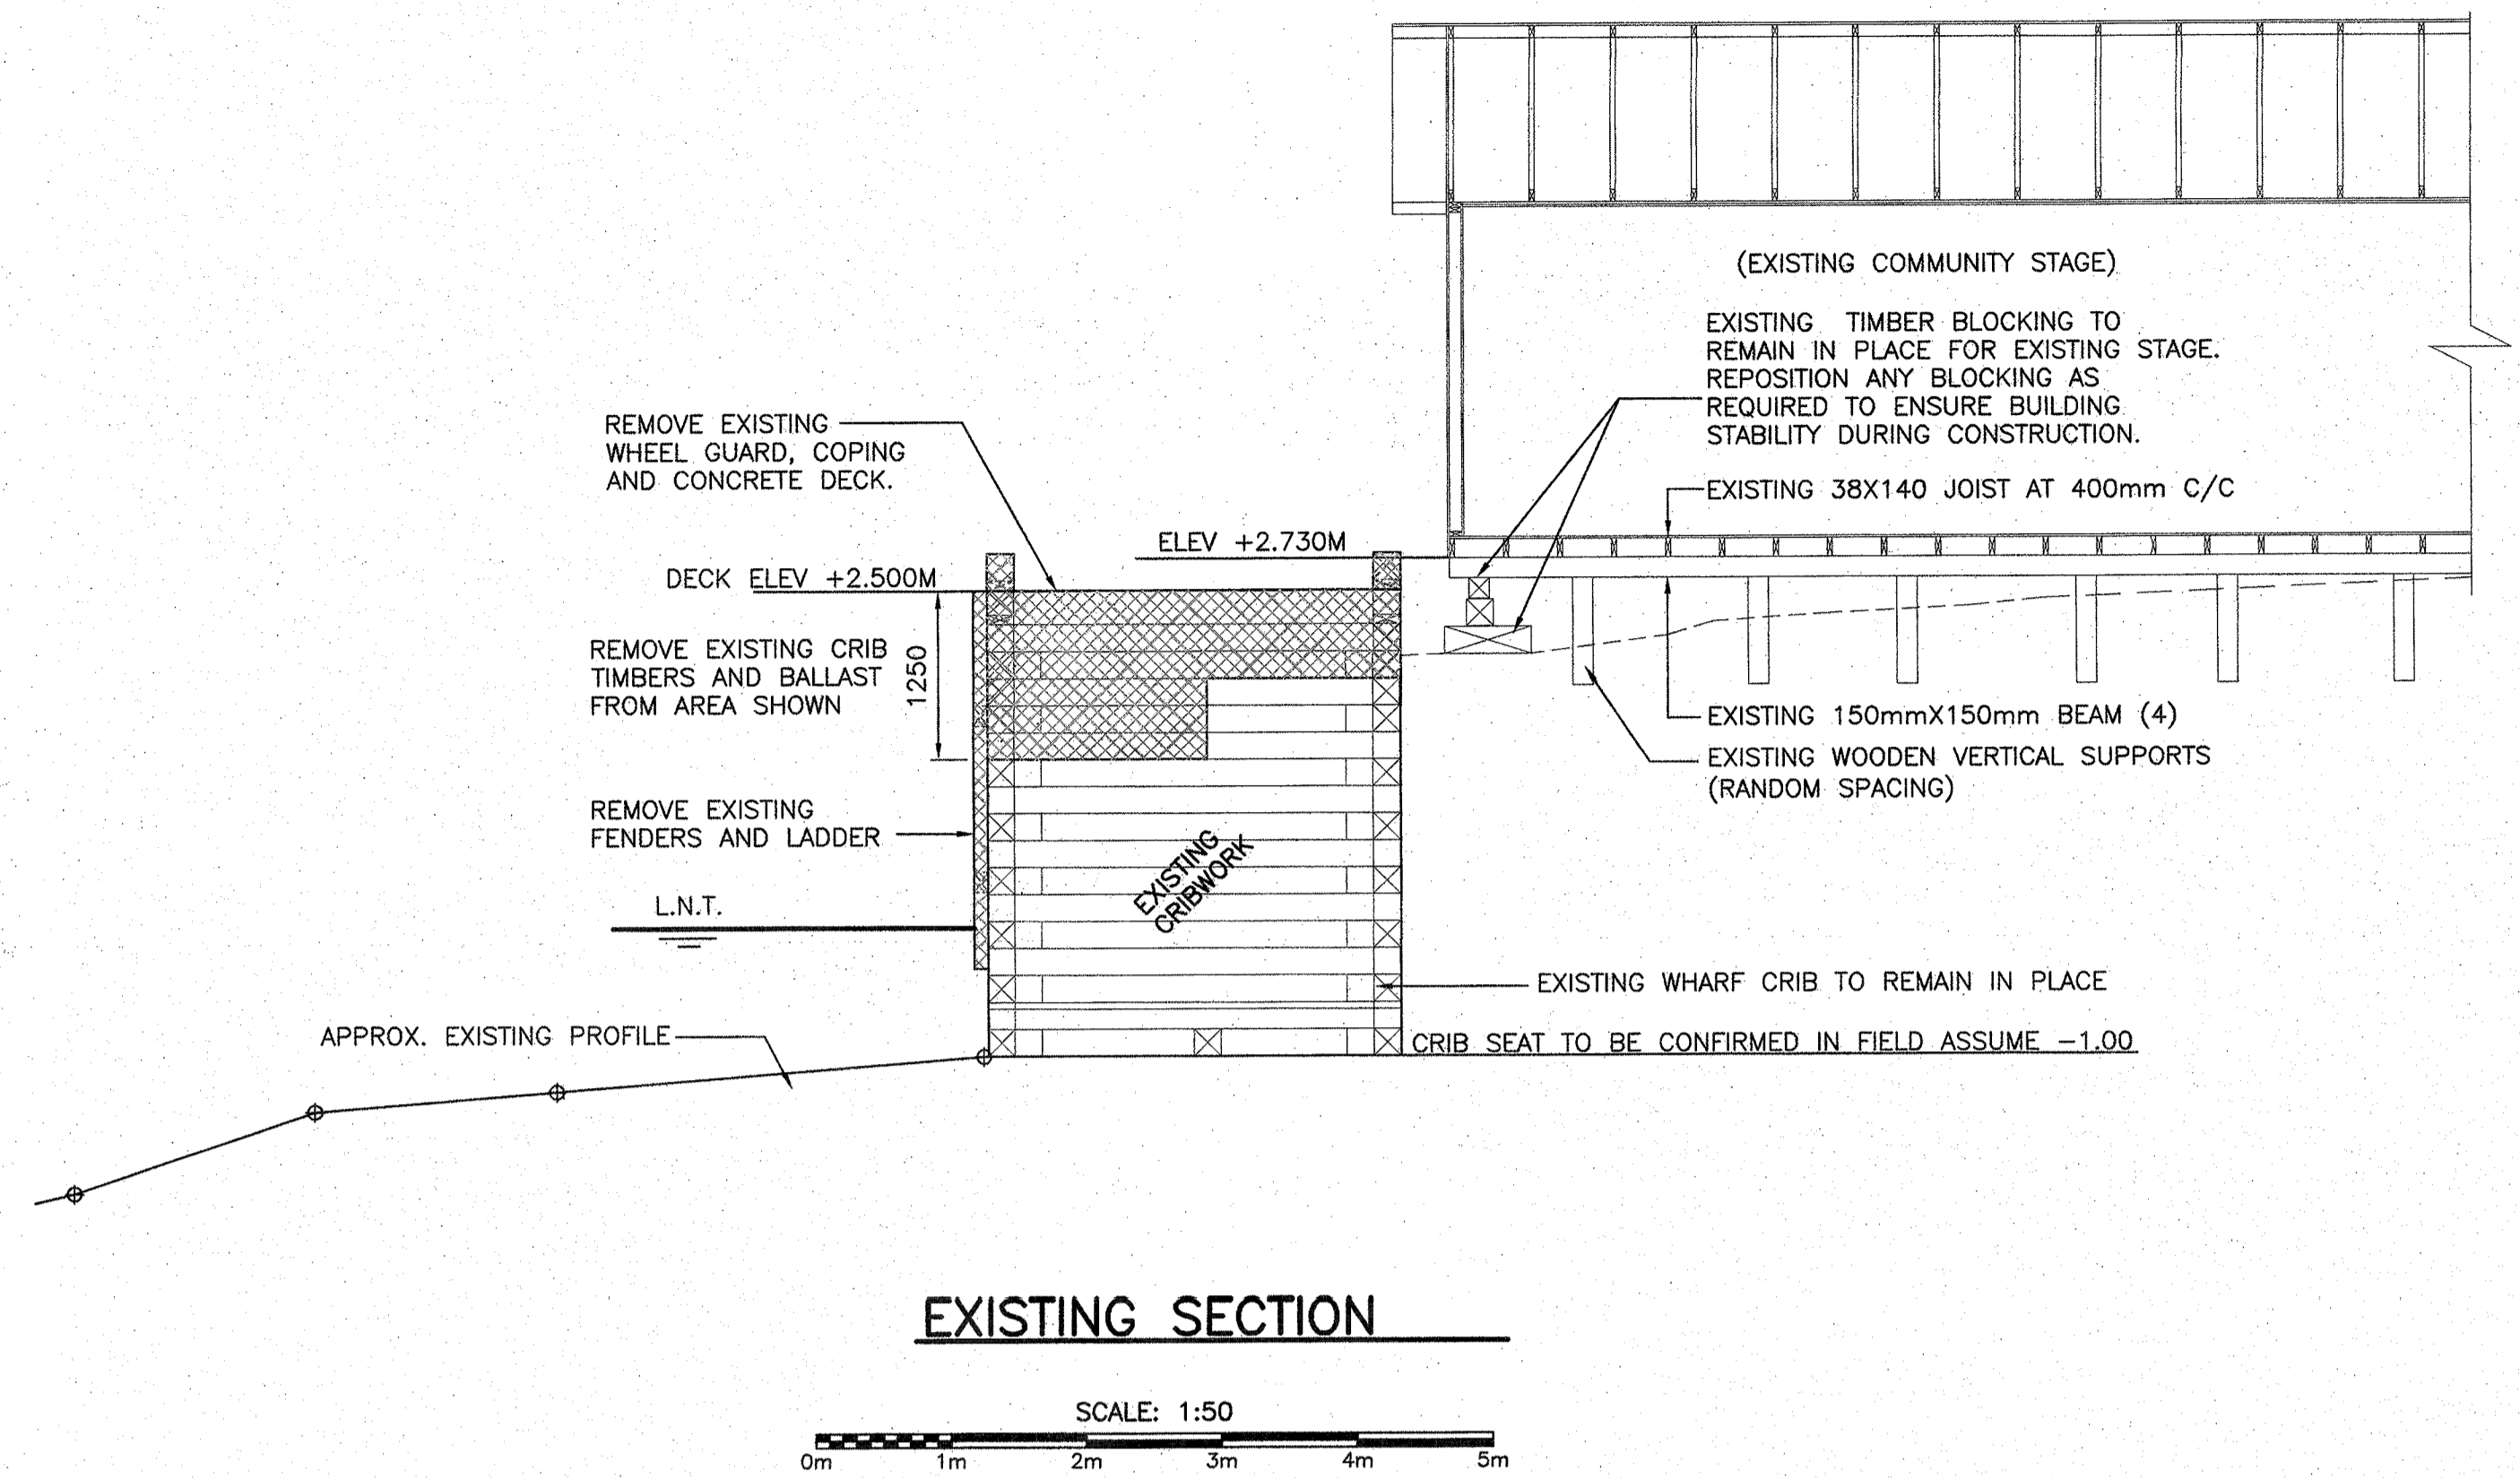 (EXISTING COMMUNITY STAGE)
EXISTING TIMBER BLOCKING TO
REMAIN IN PLACE FOR EXISTING STAGE.
REPOSITION ANY BLOCKING AS
REQUIRED TO ENSURE BUILDING
STABILITY DURING CONSTRUCTION.
EXISTING 38X140 JOIST AT 400mm C/C
REMOVE EXISTING
WHEEL GUARD, COPING
AND CONCRETE DECK.
ELEV +2.730M
DECK ELEV +2.500M
REMOVE EXISTING CRIB
TIMBERS AND BALLAST
FROM AREA SHOWN
1250
EXISTING 150mmX150mm BEAM (4)
EXISTING WOODEN VERTICAL SUPPORTS
(RANDOM SPACING)
REMOVE EXISTING
FENDERS AND LADDER
EXISTING
CRIBWORK
L.N.T.
EXISTING WHARF CRIB TO REMAIN IN PLACE
APPROX. EXISTING PROFILE
CRIB SEAT TO BE CONFIRMED IN FIELD ASSUME -1.00
EXISTING SECTION
SCALE: 1:50
0m 1m 2m 3m 4m 5m